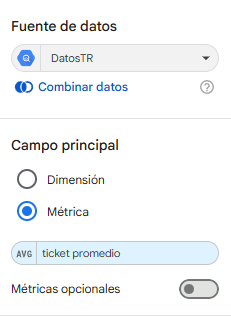 Fuente de datos
DatosTR
Combinar datos
Campo principal
Dimensión
Métrica
AVG ticket promedio
Métricas opcionales